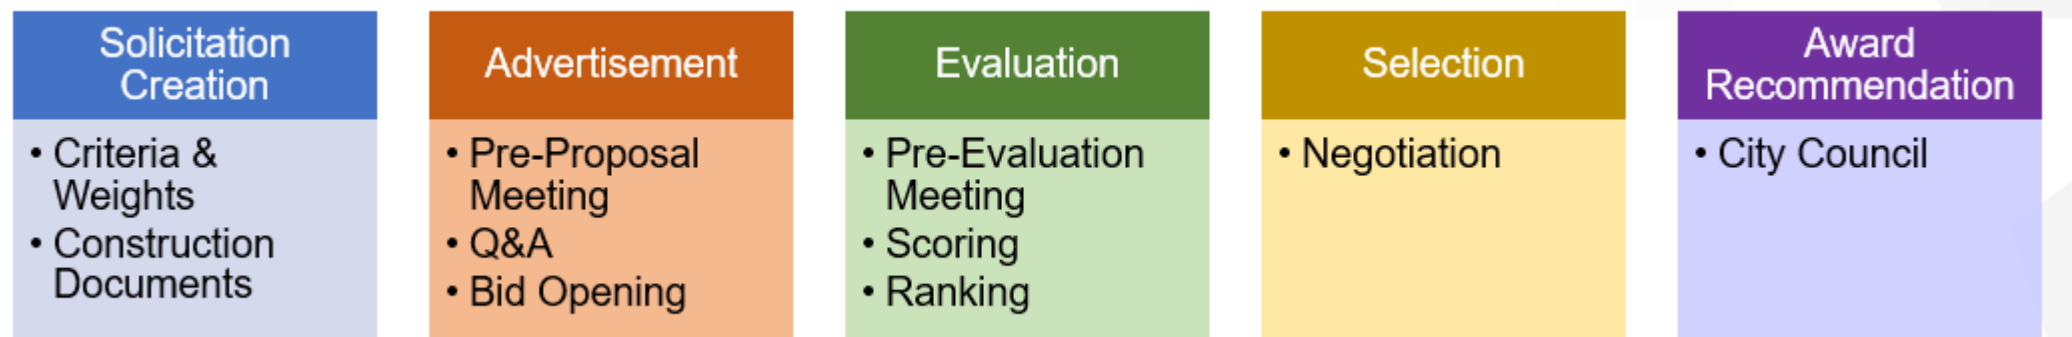 Solicitation
Creation
• Criteria &
Weights
• Construction
Documents
Advertisement
• Pre-Proposal
Meeting
• Q&A
• Bid Opening
Evaluation
• Pre-Evaluation
Meeting
• Scoring
• Ranking
Selection
• Negotiation
Award
Recommendation
• City Council